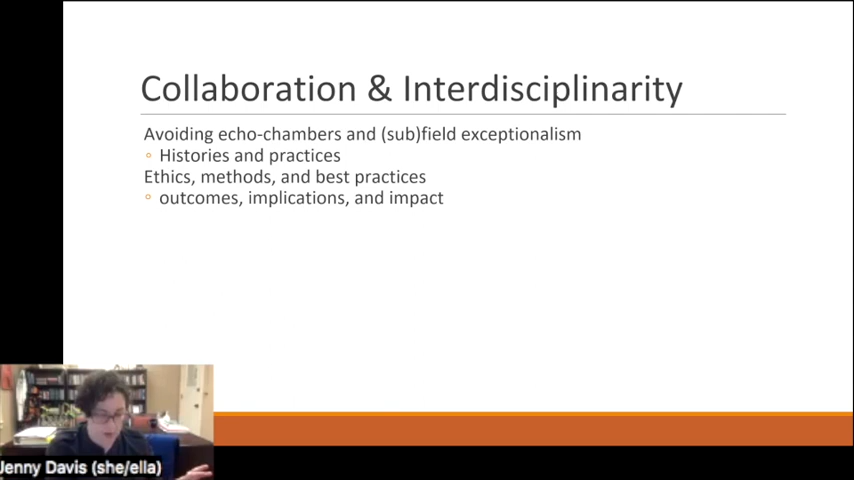 Collaboration & Interdisciplinarity
Avoiding echo-chambers and (sub)field exceptionalism
◦ Histories and practices
Ethics, methods, and best practices
◦ outcomes, implications, and impact
Jenny Davis (she/ella)